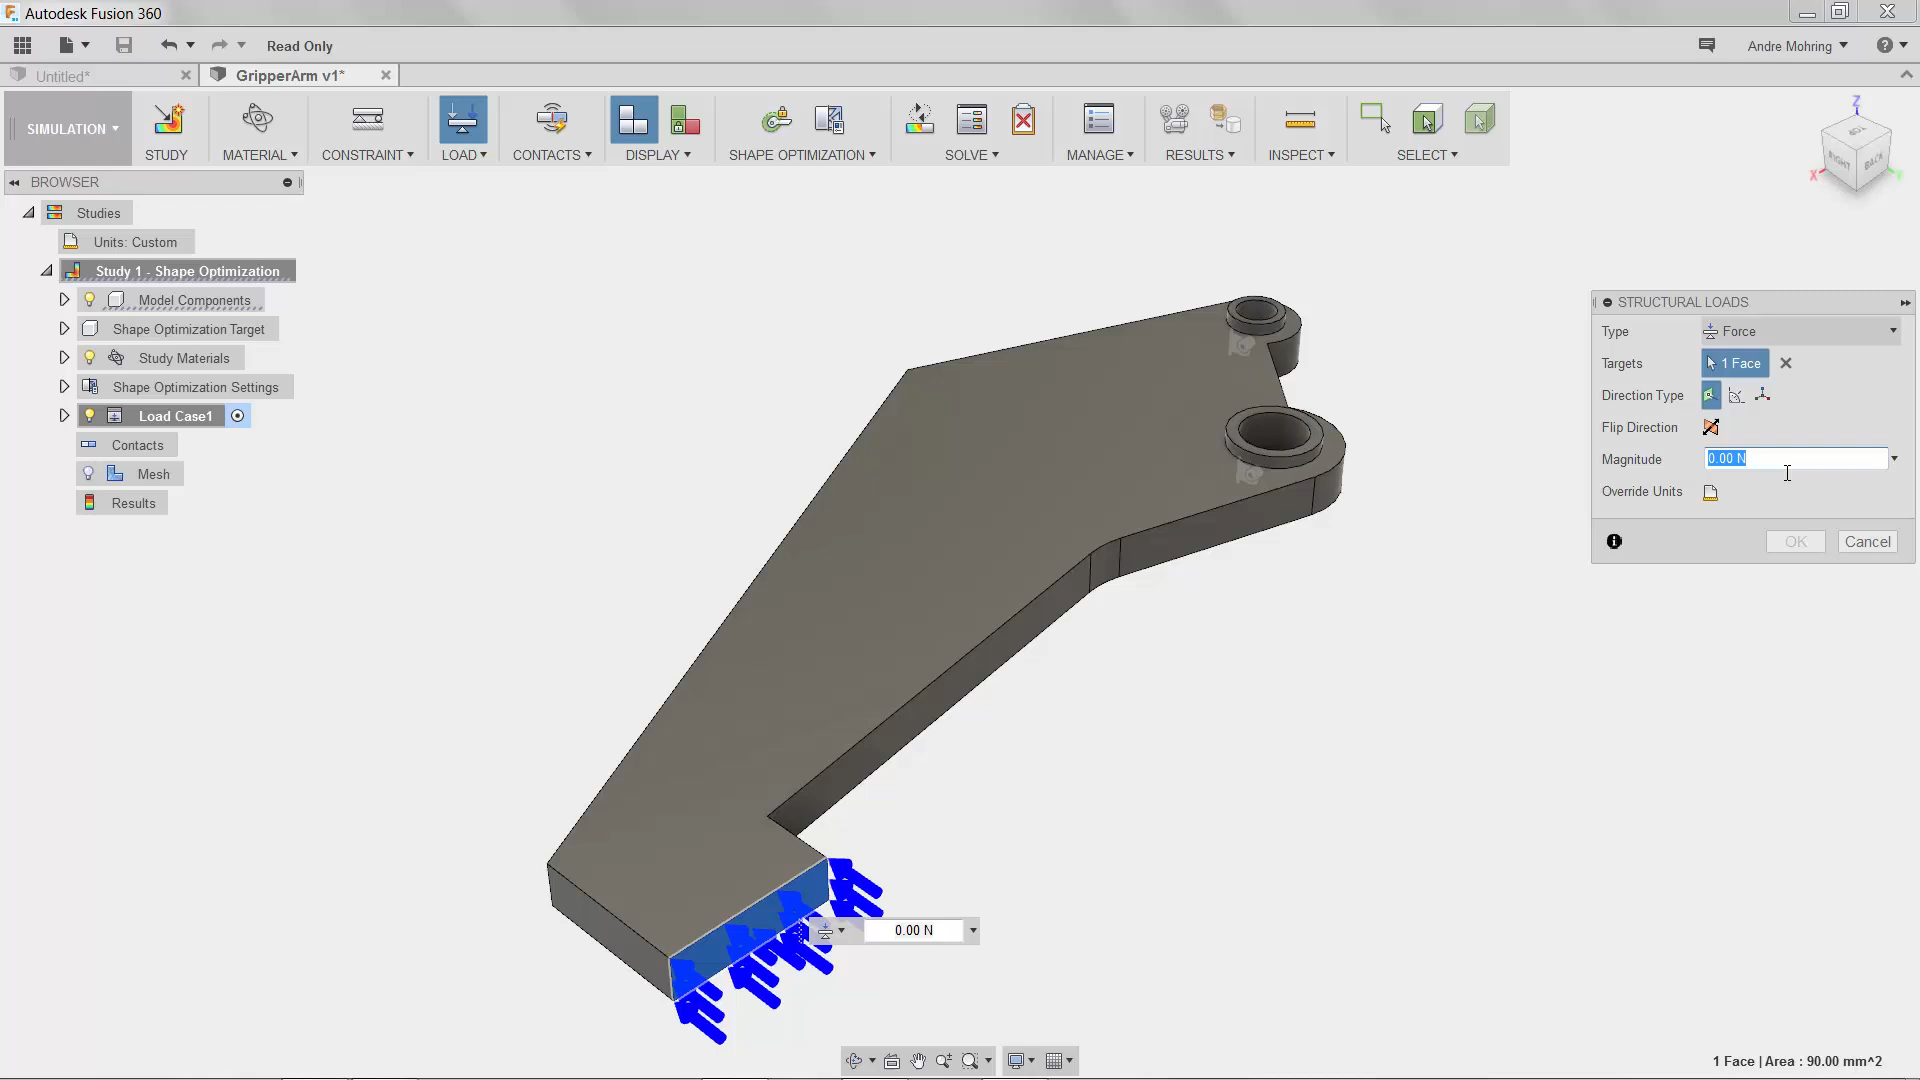 Autodesk Fusion 360
Read Only
Andre Mohring
Untitled*
GripperArm v1*
SIMULATION
STUDY
MATERIAL
CONSTRAINT
LOAD
CONTACTS
DISPLAY
SHAPE OPTIMIZATION
SOLVE
MANAGE
RESULTS
INSPECT
SELECT
BROWSER
Studies
Units: Custom
Study 1 - Shape Optimization
Model Components
Shape Optimization Target
Study Materials
Shape Optimization Settings
Load Case1
Contacts
Mesh
Results
Z
RIGHT
BACK
X
STRUCTURAL LOADS
Type
Force
Targets
1 Face
Direction Type
Flip Direction
Magnitude
0.00 N
Override Units
OK
Cancel
0.00 N
1 Face | Area : 90.00 mm^2